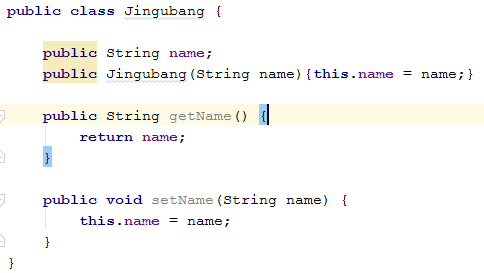 public class Jingubang {
public String name;
public Jingubang(String name){this.name = name;}
public String getName() {
return name;
}
public void setName(String name) {
this.name = name;
}
}